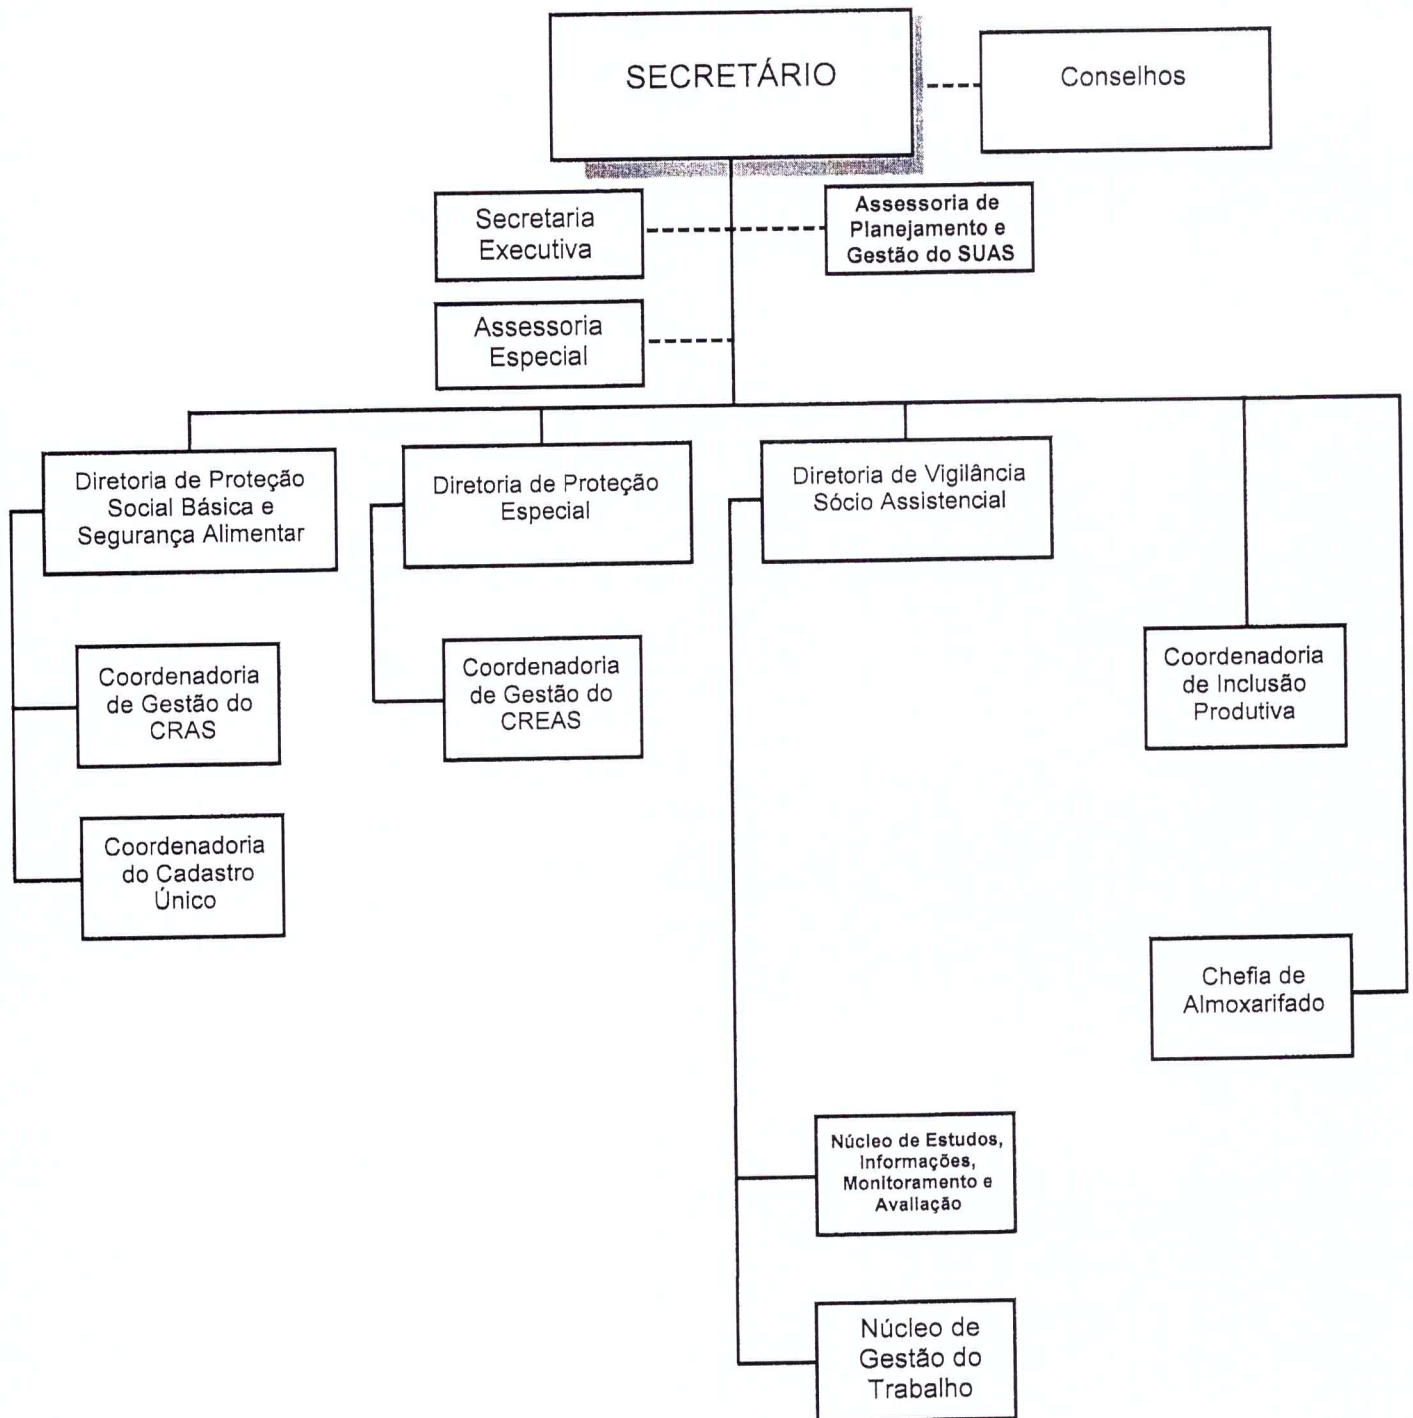 SECRETÁRIO
Conselhos
Secretaria
Executiva
Assessoria de
Planejamento e
Gestão do SUAS
Assessoria
Especial
Diretoria de Proteção
Social Básica e
Segurança Alimentar
Diretoria de Proteção
Especial
Diretoria de Vigilância
Sócio Assistencial
Coordenadoria
de Gestão do
CRAS
Coordenadoria
de Gestão do
CREAS
Coordenadoria
de Inclusão
Produtiva
Coordenadoria
do Cadastro
Único
Chefia de
Almoxarifado
Núcleo de Estudos,
Informações,
Monitoramento e
Avaliação
Núcleo de
Gestão do
Trabalho